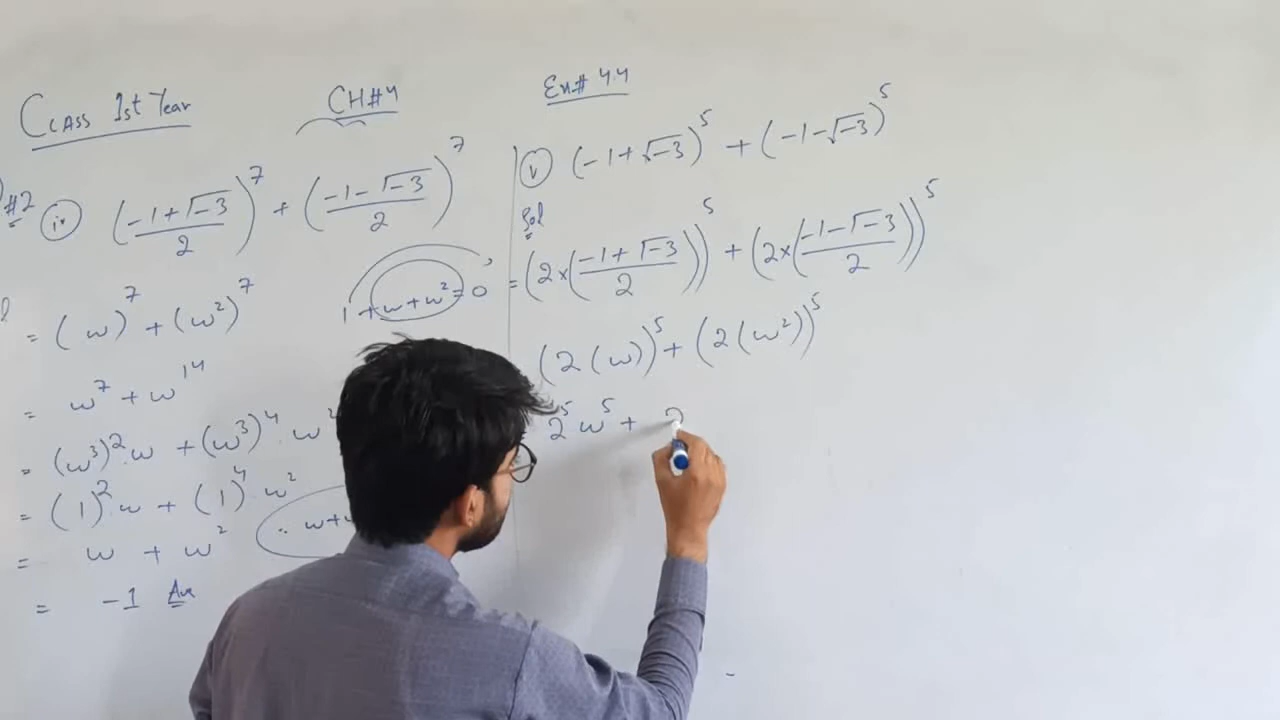 Class 1st Year
CH#4
Ex# 4.4
#2 (iv) ((-1+√-3)/2)^7 + ((-1-√-3)/2)^7
= (w)^7 + (w^2)^7
1+w+w^2=0
= w^7 + w^14
= (w^3)^2.w + (w^3)^4.w^2
= (1)^2.w + (1)^4.w^2
= w + w^2
= -1 Ans
(v) (-1+√-3)^5 + (-1-√-3)^5
Sol
= (2×((-1+√-3)/2))^5 + (2×((-1-√-3)/2))^5
(2(w))^5 + (2(w^2))^5
2^5 w^5 + 2